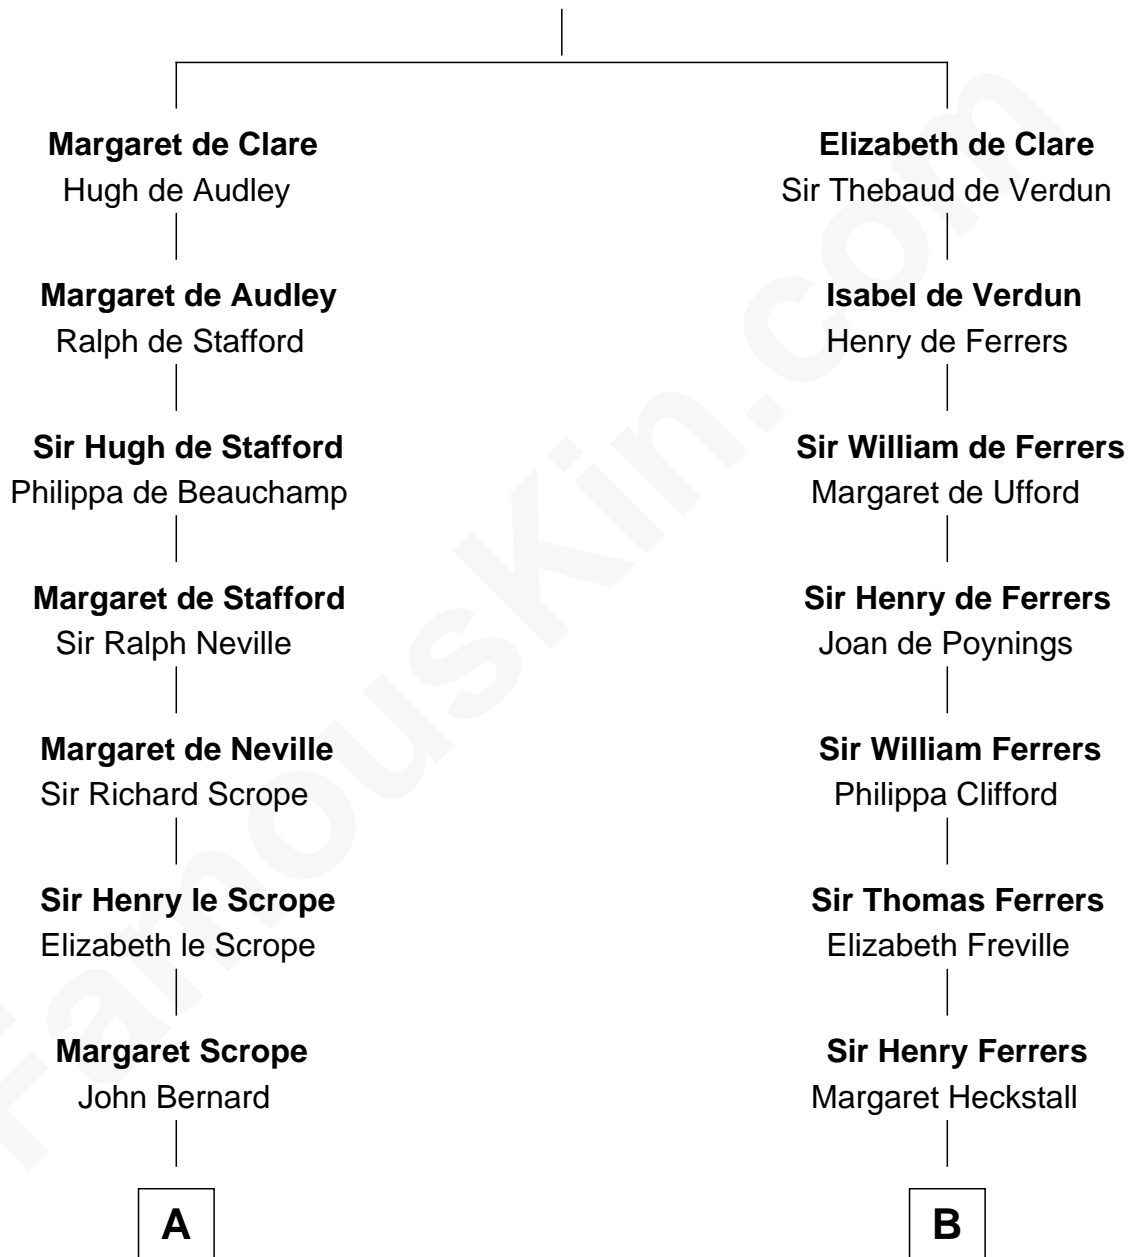 Margaret de Clare
Hugh de Audley
Margaret de Audley
Ralph de Stafford
Sir Hugh de Stafford
Philippa de Beauchamp
Margaret de Stafford
Sir Ralph Neville
Margaret de Neville
Sir Richard Scrope
Sir Henry le Scrope
Elizabeth le Scrope
Margaret Scrope
John Bernard
A
Elizabeth de Clare
Sir Thebaud de Verdun
Isabel de Verdun
Henry de Ferrers
Sir William de Ferrers
Margaret de Ufford
Sir Henry de Ferrers
Joan de Poynings
Sir William Ferrers
Philippa Clifford
Sir Thomas Ferrers
Elizabeth Freville
Sir Henry Ferrers
Margaret Heckstall
B
FamousKin.com